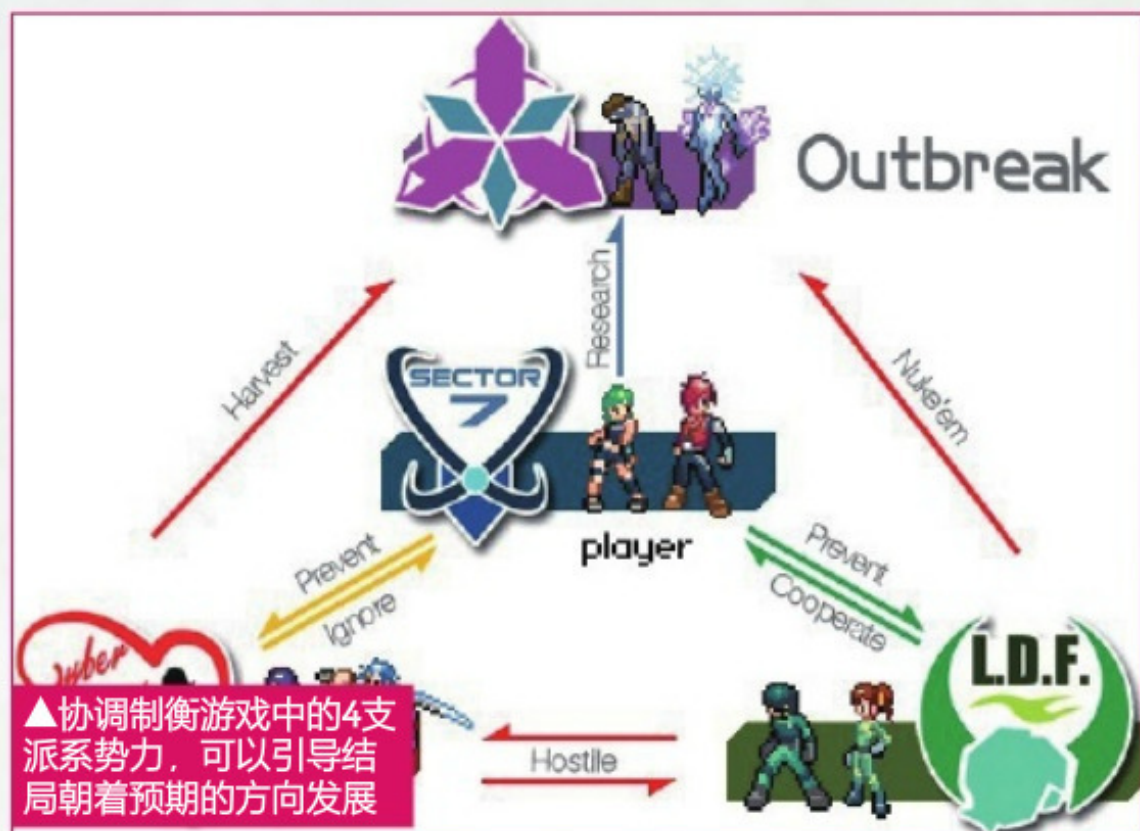 Outbreak
Research
Harvest
Nuke'em
SECTOR
7
player
Prevent
Ignore
Prevent
Cooperate
L.D.F.
Hostile
▲协调制衡游戏中的4支
派系势力，可以引导结
局朝着预期的方向发展